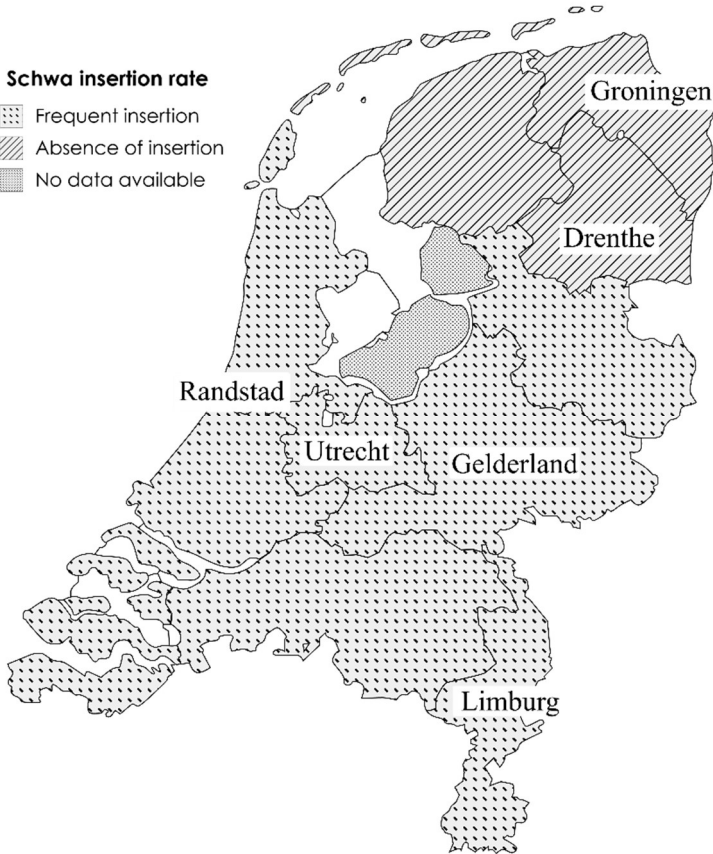 Schwa insertion rate
Frequent insertion
Absence of insertion
No data available
Groningen
Drenthe
Randstad
Utrecht
Gelderland
Limburg